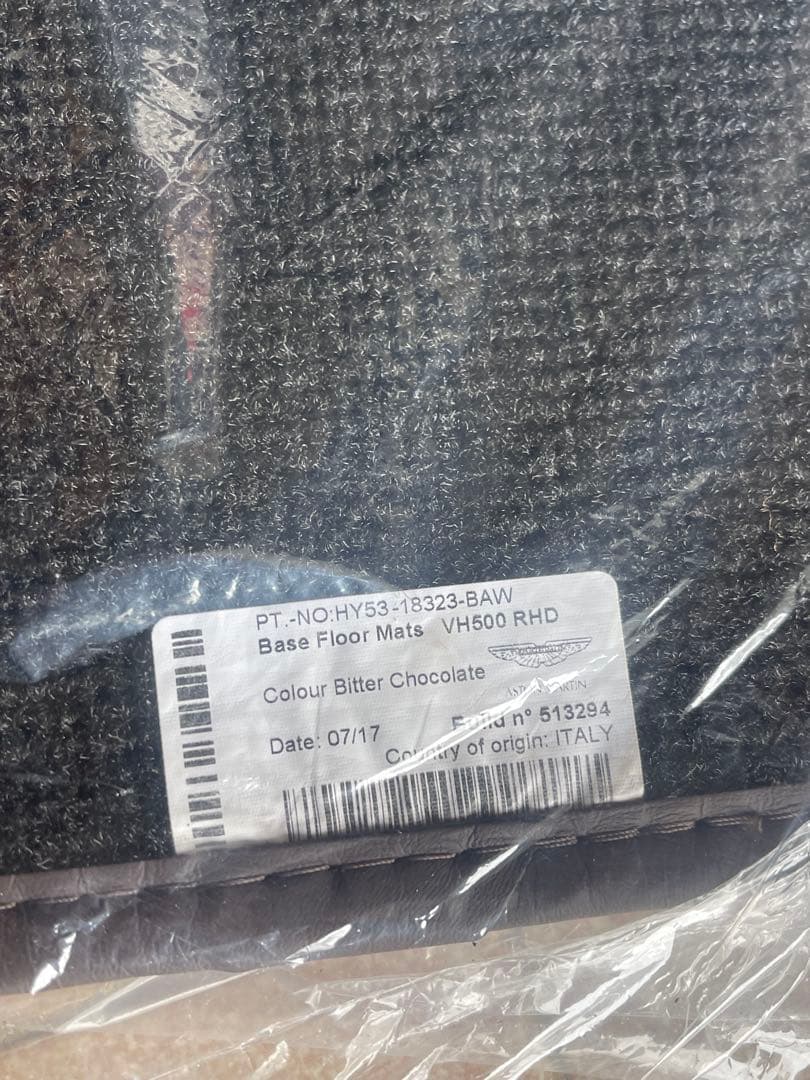 PT.-NO:HY53-18323-BAW
Base Floor Mats VH500 RHD
Colour Bitter Chocolate
ASTON MARTIN
Date: 07/17
n° 513294
Country of origin: ITALY